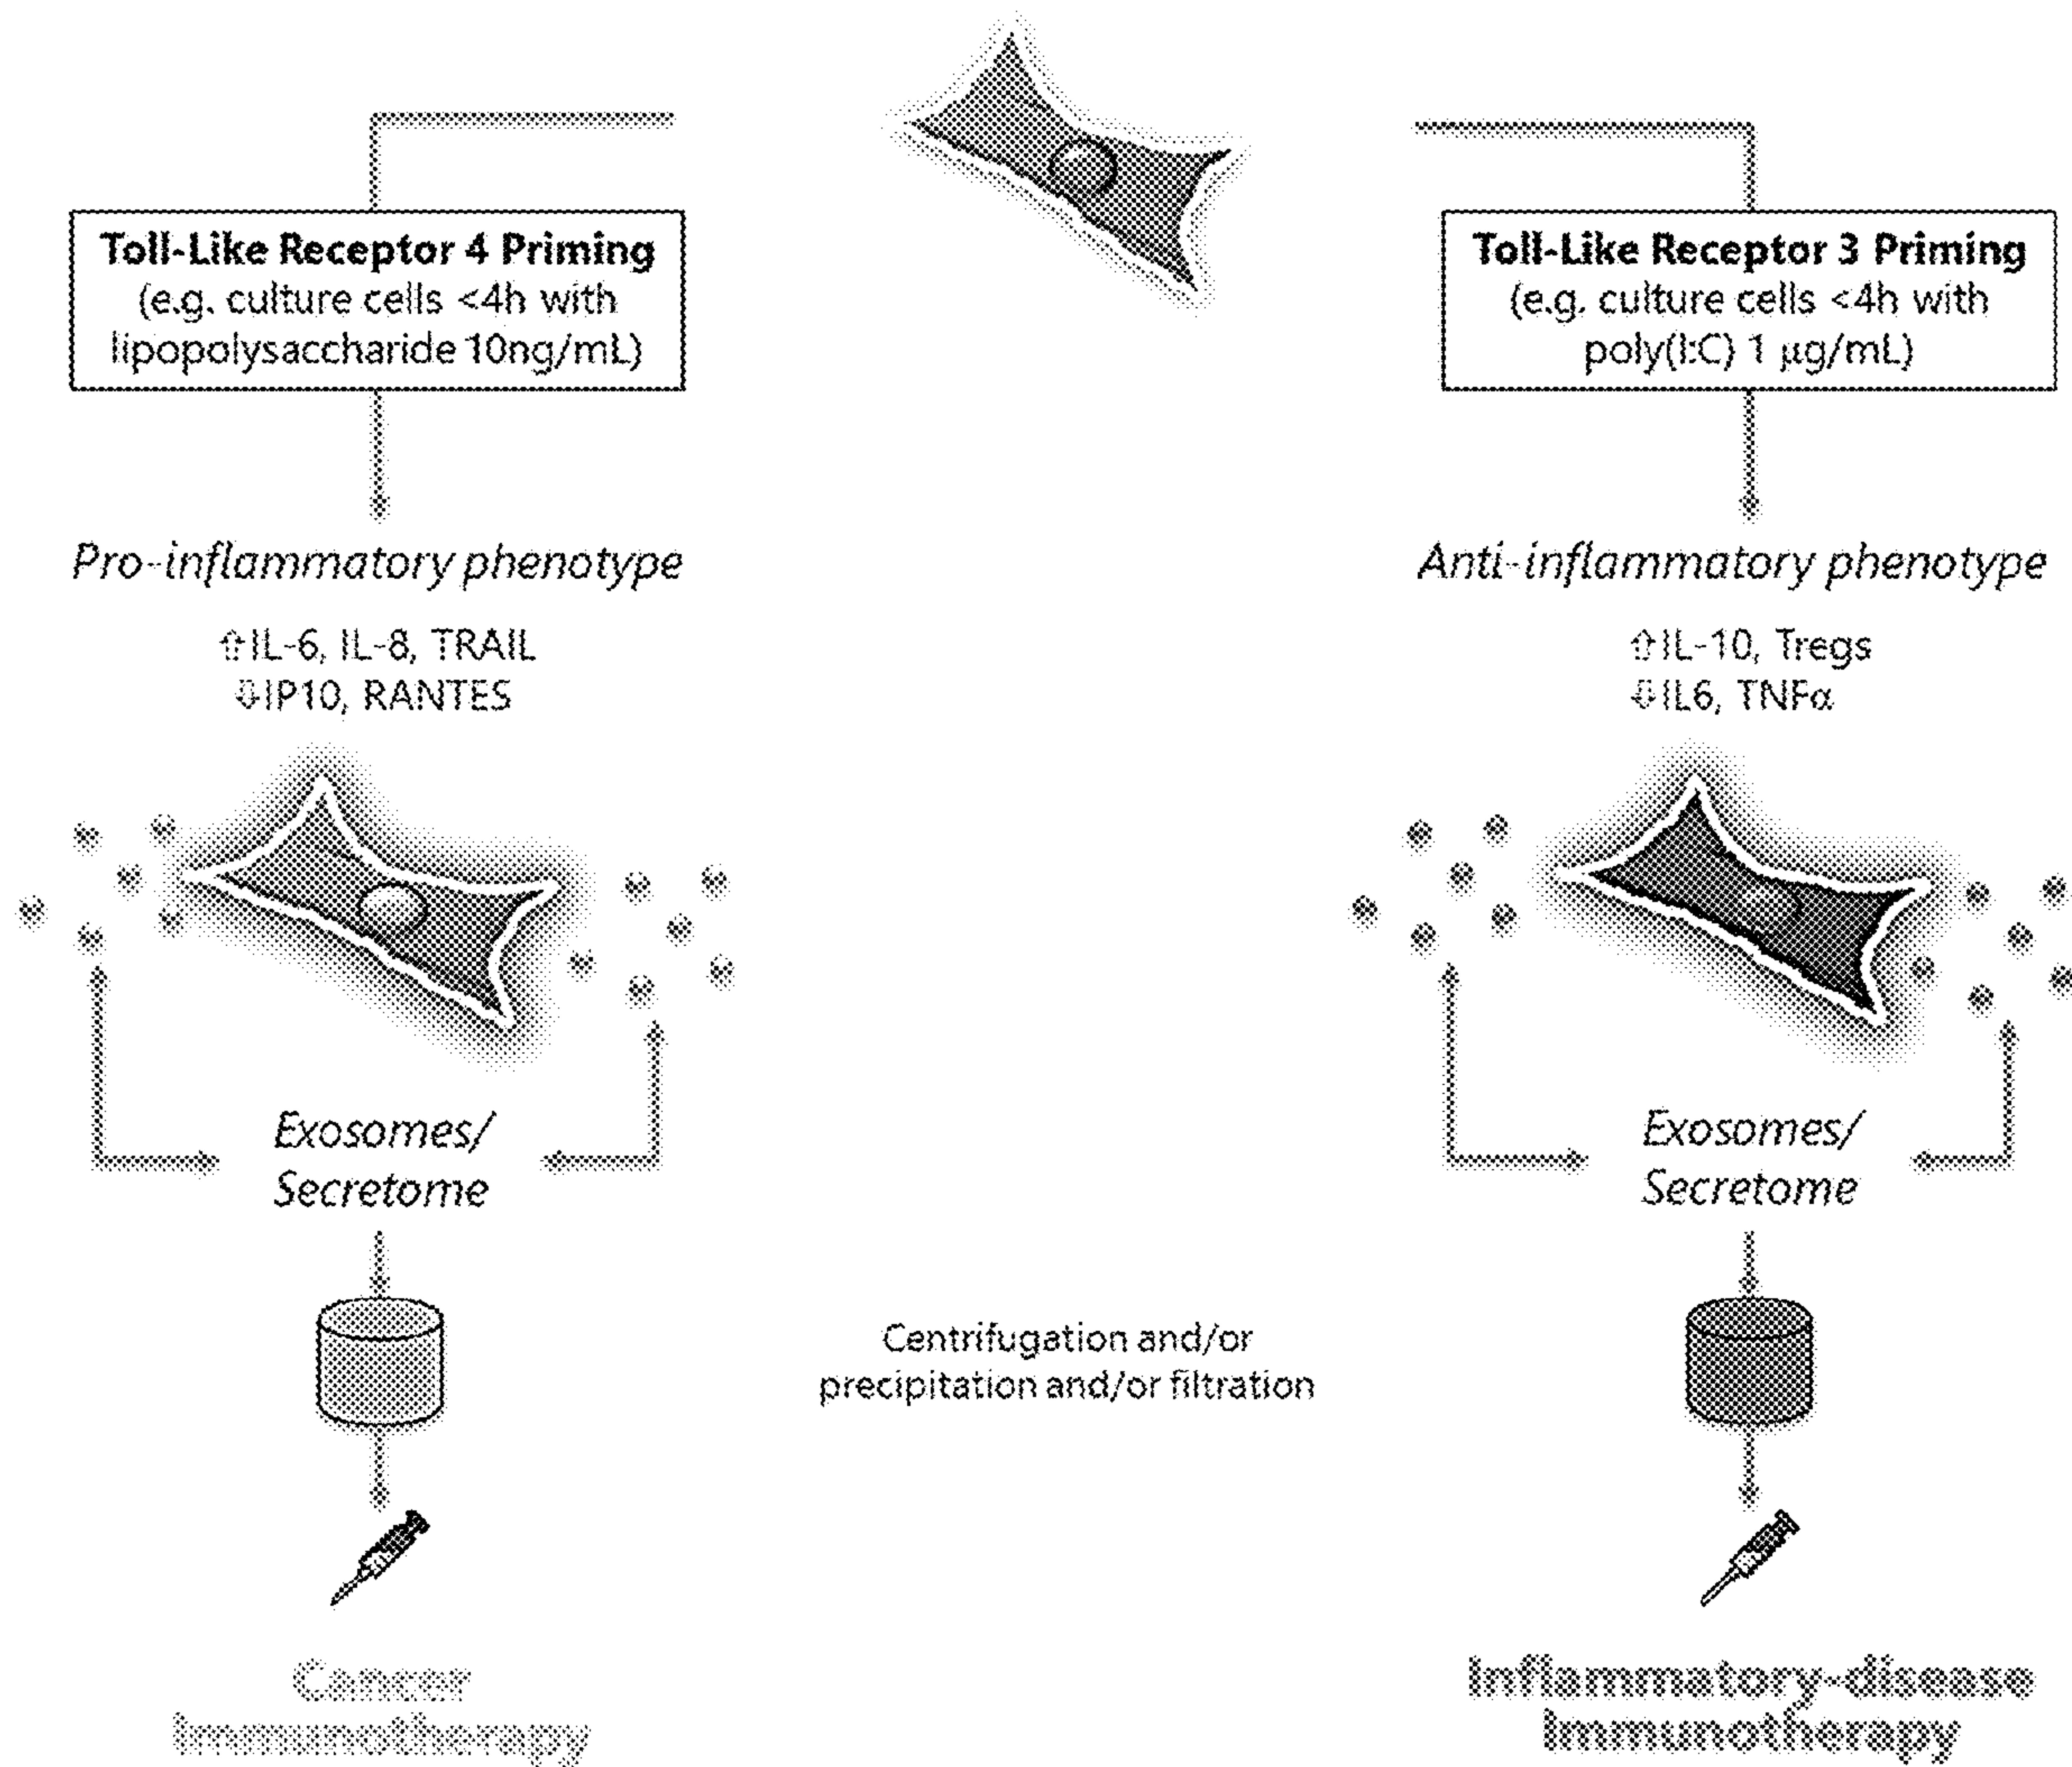 Toll-Like Receptor 4 Priming
(e.g. culture cells <4h with
lipopolysaccharide 10ng/mL)
Toll-Like Receptor 3 Priming
(e.g. culture cells <4h with
poly(I:C) 1 µg/mL)
Pro-inflammatory phenotype
⇧IL-6, IL-8, TRAIL
⇩IP10, RANTES
Anti-inflammatory phenotype
⇧IL-10, Tregs
⇩IL6, TNFα
Exosomes/
Secretome
Exosomes/
Secretome
Centrifugation and/or
precipitation and/or filtration
Cancer
Immunotherapy
Inflammatory-disease
Immunotherapy